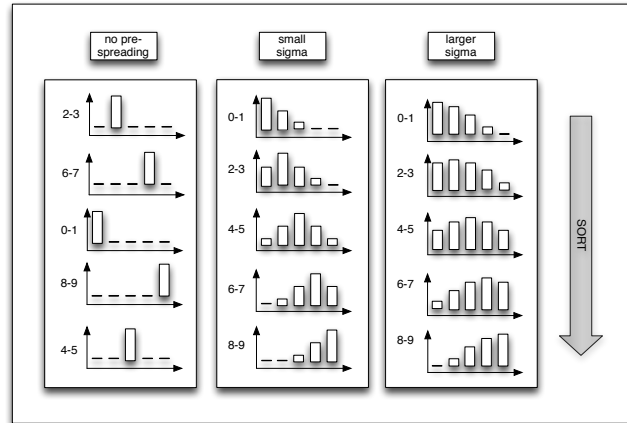 no pre-
spreading
small
sigma
larger
sigma
2-3
6-7
0-1
8-9
4-5
0-1
2-3
4-5
6-7
8-9
0-1
2-3
4-5
6-7
8-9
SORT